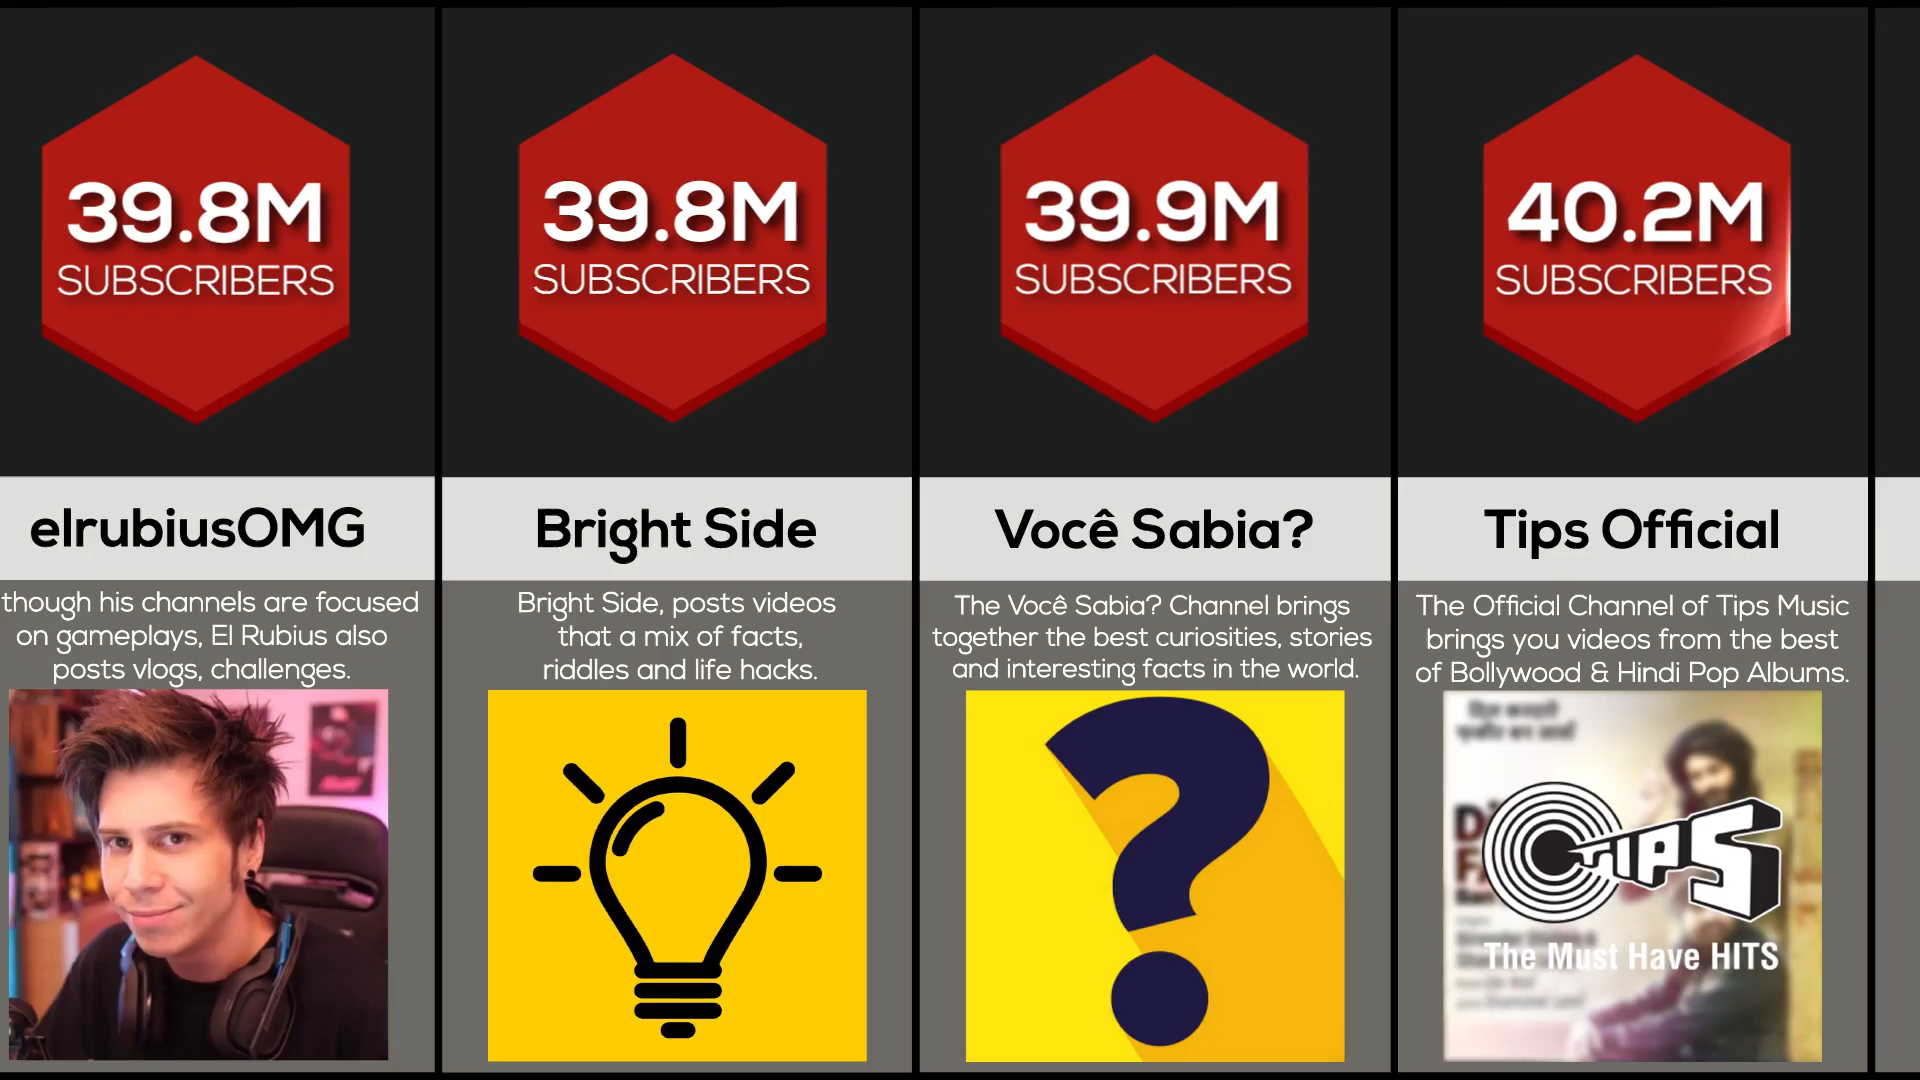 39.8M
SUBSCRIBERS
elrubiusOMG
though his channels are focused
on gameplays, El Rubius also
posts vlogs, challenges.
39.8M
SUBSCRIBERS
Bright Side
Bright Side, posts videos
that a mix of facts,
riddles and life hacks.
39.9M
SUBSCRIBERS
Você Sabia?
The Você Sabia? Channel brings
together the best curiosities, stories
and interesting facts in the world.
40.2M
SUBSCRIBERS
Tips Official
The Official Channel of Tips Music
brings you videos from the best
of Bollywood & Hindi Pop Albums.
TIPS
The Must Have HITS